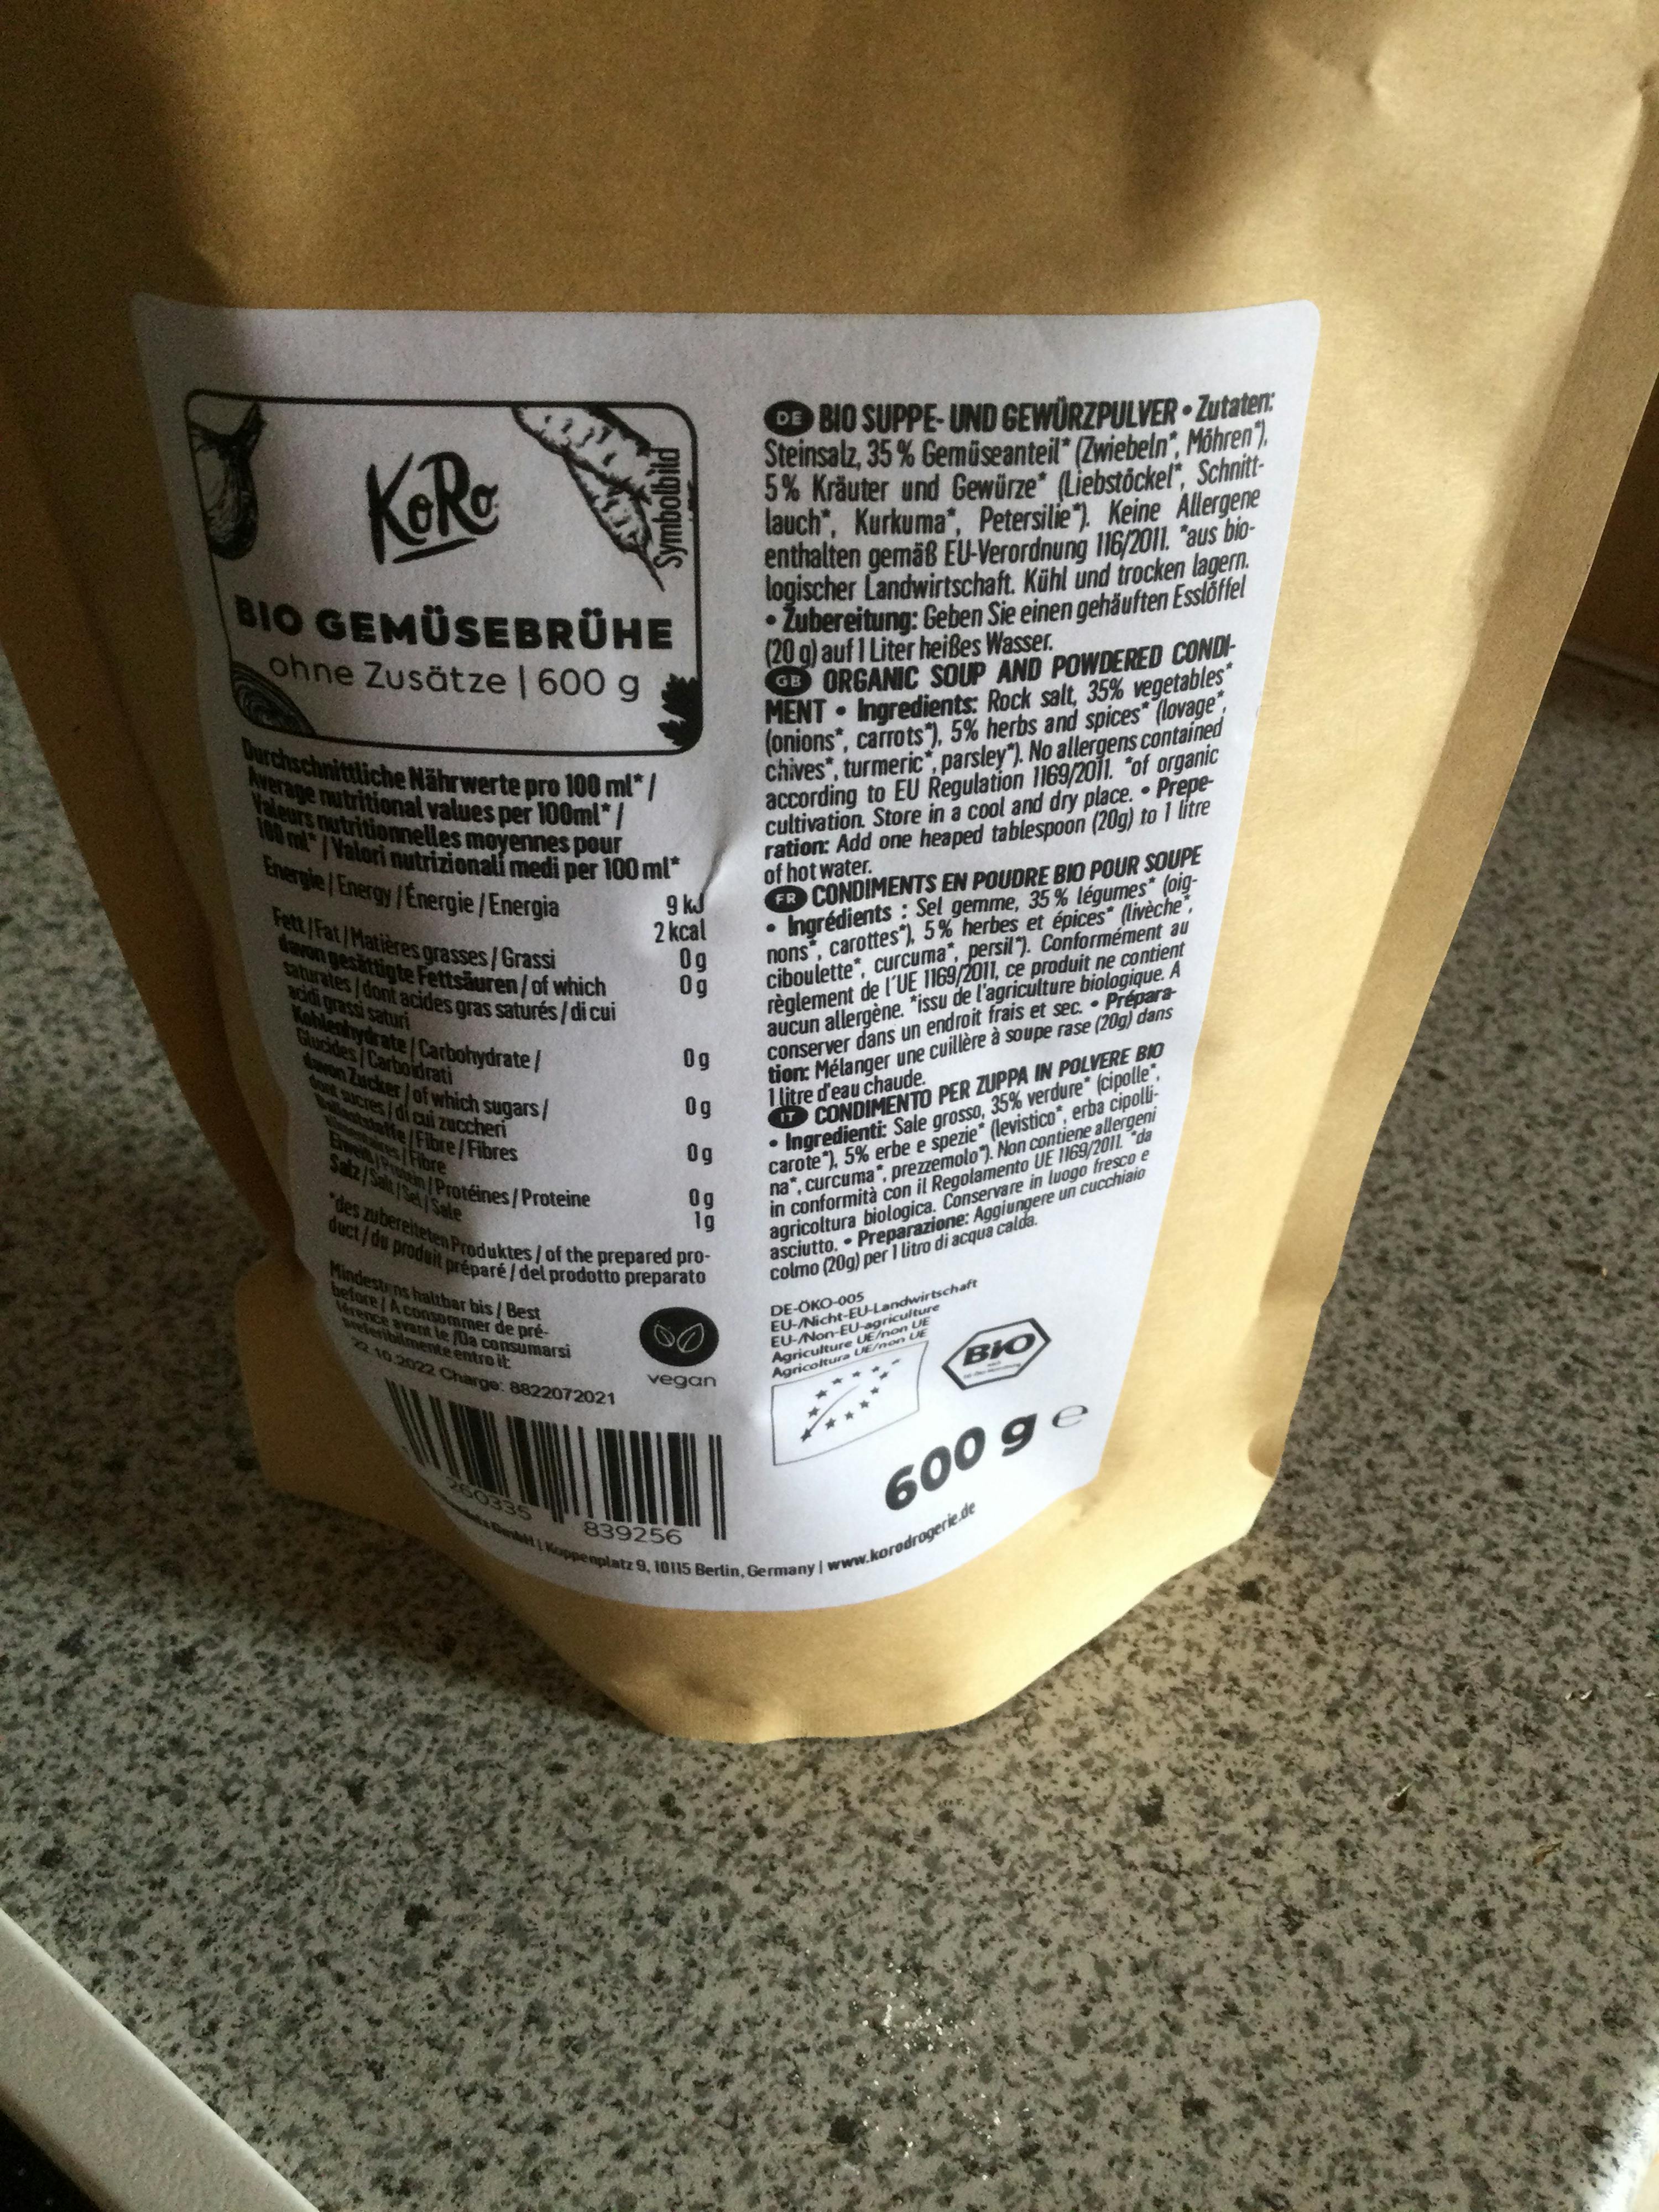 KoRo
Symbolbild
BIO GEMÜSEBRÜHE
ohne Zusätze | 600 g
Durchschnittliche Nährwerte pro 100 ml* /
Average nutritional values per 100ml* /
Valeurs nutritionnelles moyennes pour
100 ml* / Valori nutrizionali medi per 100 ml*
Energie / Energy / Énergie / Energia 9 kJ
2 kcal
Fett / Fat / Matières grasses / Grassi 0 g
davon gesättigte Fettsäuren / of which 0 g
saturates / dont acides gras saturés / di cui
acidi grassi saturi
Kohlenhydrate / Carbohydrate / 0 g
Glucides / Carboidrati
davon Zucker / of which sugars / 0 g
dont sucres / di cui zuccheri
Ballaststoffe / Fibre / Fibres 0 g
alimentaires / Fibre
Eiweiß / Protein / Protéines / Proteine 0 g
Salz / Salt / Sel / Sale 1g
*des zubereiteten Produktes / of the prepared pro-
duct / du produit préparé / del prodotto preparato
Mindestens haltbar bis / Best
before / A consommer de pré-
férence avant le /Da consumarsi
preferibilmente entro il:
22.10.2022 Charge: 8822072021
vegan
260335 839256
GmbH | Koppenplatz 9, 10115 Berlin, Germany | www.korodrogerie.de
DE BIO SUPPE- UND GEWÜRZPULVER • Zutaten:
Steinsalz, 35 % Gemüseanteil* (Zwiebeln*, Möhren*),
5 % Kräuter und Gewürze* (Liebstöckel*, Schnitt-
lauch*, Kurkuma*, Petersilie*). Keine Allergene
enthalten gemäß EU-Verordnung 116/2011. *aus bio-
logischer Landwirtschaft. Kühl und trocken lagern.
• Zubereitung: Geben Sie einen gehäuften Esslöffel
(20 g) auf 1 Liter heißes Wasser.
GB ORGANIC SOUP AND POWDERED CONDI-
MENT • Ingredients: Rock salt, 35% vegetables*
(onions*, carrots*), 5% herbs and spices* (lovage*,
chives*, turmeric*, parsley*). No allergens contained
according to EU Regulation 1169/2011. *of organic
cultivation. Store in a cool and dry place. • Prepe-
ration: Add one heaped tablespoon (20g) to 1 litre
of hot water.
FR CONDIMENTS EN POUDRE BIO POUR SOUPE
• Ingrédients : Sel gemme, 35 % légumes* (oig-
nons*, carottes*), 5 % herbes et épices* (livèche*,
ciboulette*, curcuma*, persil*). Conformément au
règlement de l'UE 1169/2011, ce produit ne contient
aucun allergène. *issu de l'agriculture biologique. A
conserver dans un endroit frais et sec. • Prépara-
tion: Mélanger une cuillère à soupe rase (20g) dans
1 litre d'eau chaude.
IT CONDIMENTO PER ZUPPA IN POLVERE BIO
• Ingredienti: Sale grosso, 35% verdure* (cipolle*,
carote*), 5% erbe e spezie* (levistico*, erba cipolli-
na*, curcuma*, prezzemolo*). Non contiene allergeni
in conformità con il Regolamento UE 1169/2011. *da
agricoltura biologica. Conservare in luogo fresco e
asciutto. • Preparazione: Aggiungere un cucchiaio
colmo (20g) per 1 litro di acqua calda.
DE-ÖKO-005
EU-/Nicht-EU-Landwirtschaft
EU-/Non-EU-agriculture
Agriculture UE/non UE
Agricoltura UE/non UE
BIO
600 g e